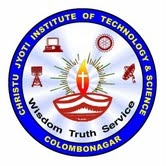 CHRISTU JYOTI INSTITUTE OF TECHNOLOGY & SCIENCE
Wisdom Truth Service
COLOMBONAGAR